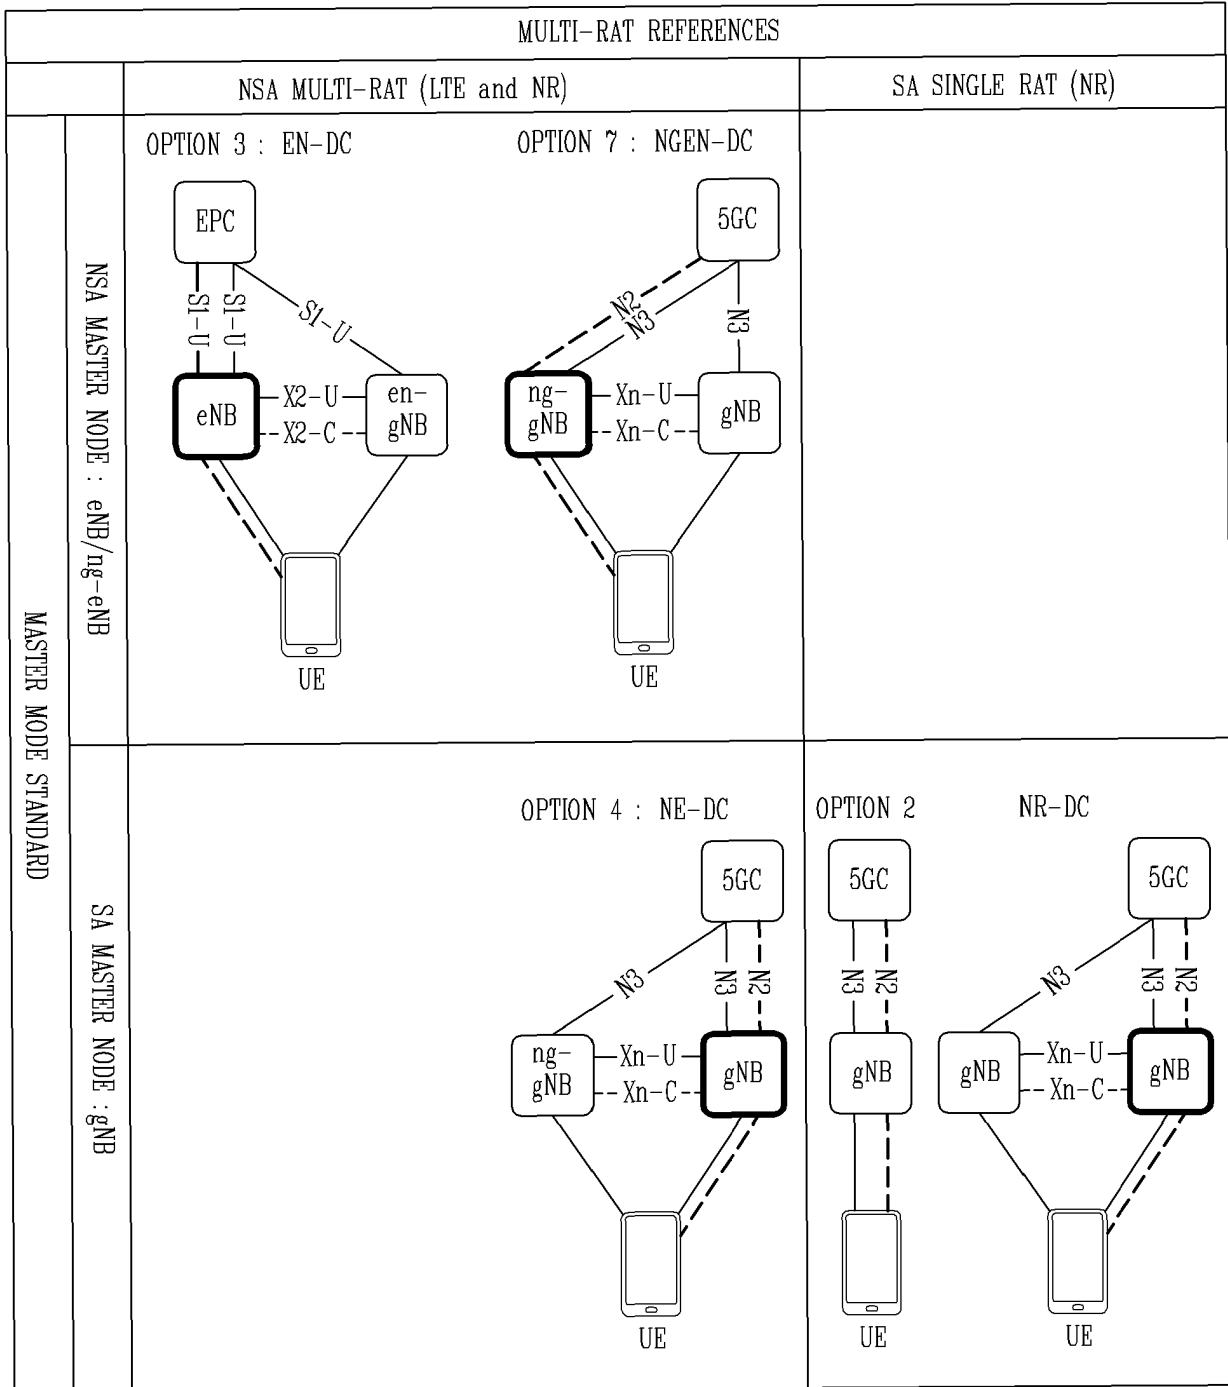 MULTI-RAT REFERENCES
NSA MULTI-RAT (LTE and NR)
SA SINGLE RAT (NR)
MASTER MODE STANDARD
NSA MASTER NODE : eNB/ng-eNB
OPTION 3 : EN-DC
EPC
S1-U
S1-U
S1-U
eNB
X2-U
X2-C
en-
gNB
UE
OPTION 7 : NGEN-DC
5GC
N2
N3
N3
ng-
gNB
Xn-U
Xn-C
gNB
UE
SA MASTER NODE :gNB
OPTION 4 : NE-DC
5GC
N3
N3
N2
ng-
gNB
Xn-U
Xn-C
gNB
UE
OPTION 2
5GC
N3
N2
gNB
UE
NR-DC
5GC
N3
N3
N2
gNB
Xn-U
Xn-C
gNB
UE